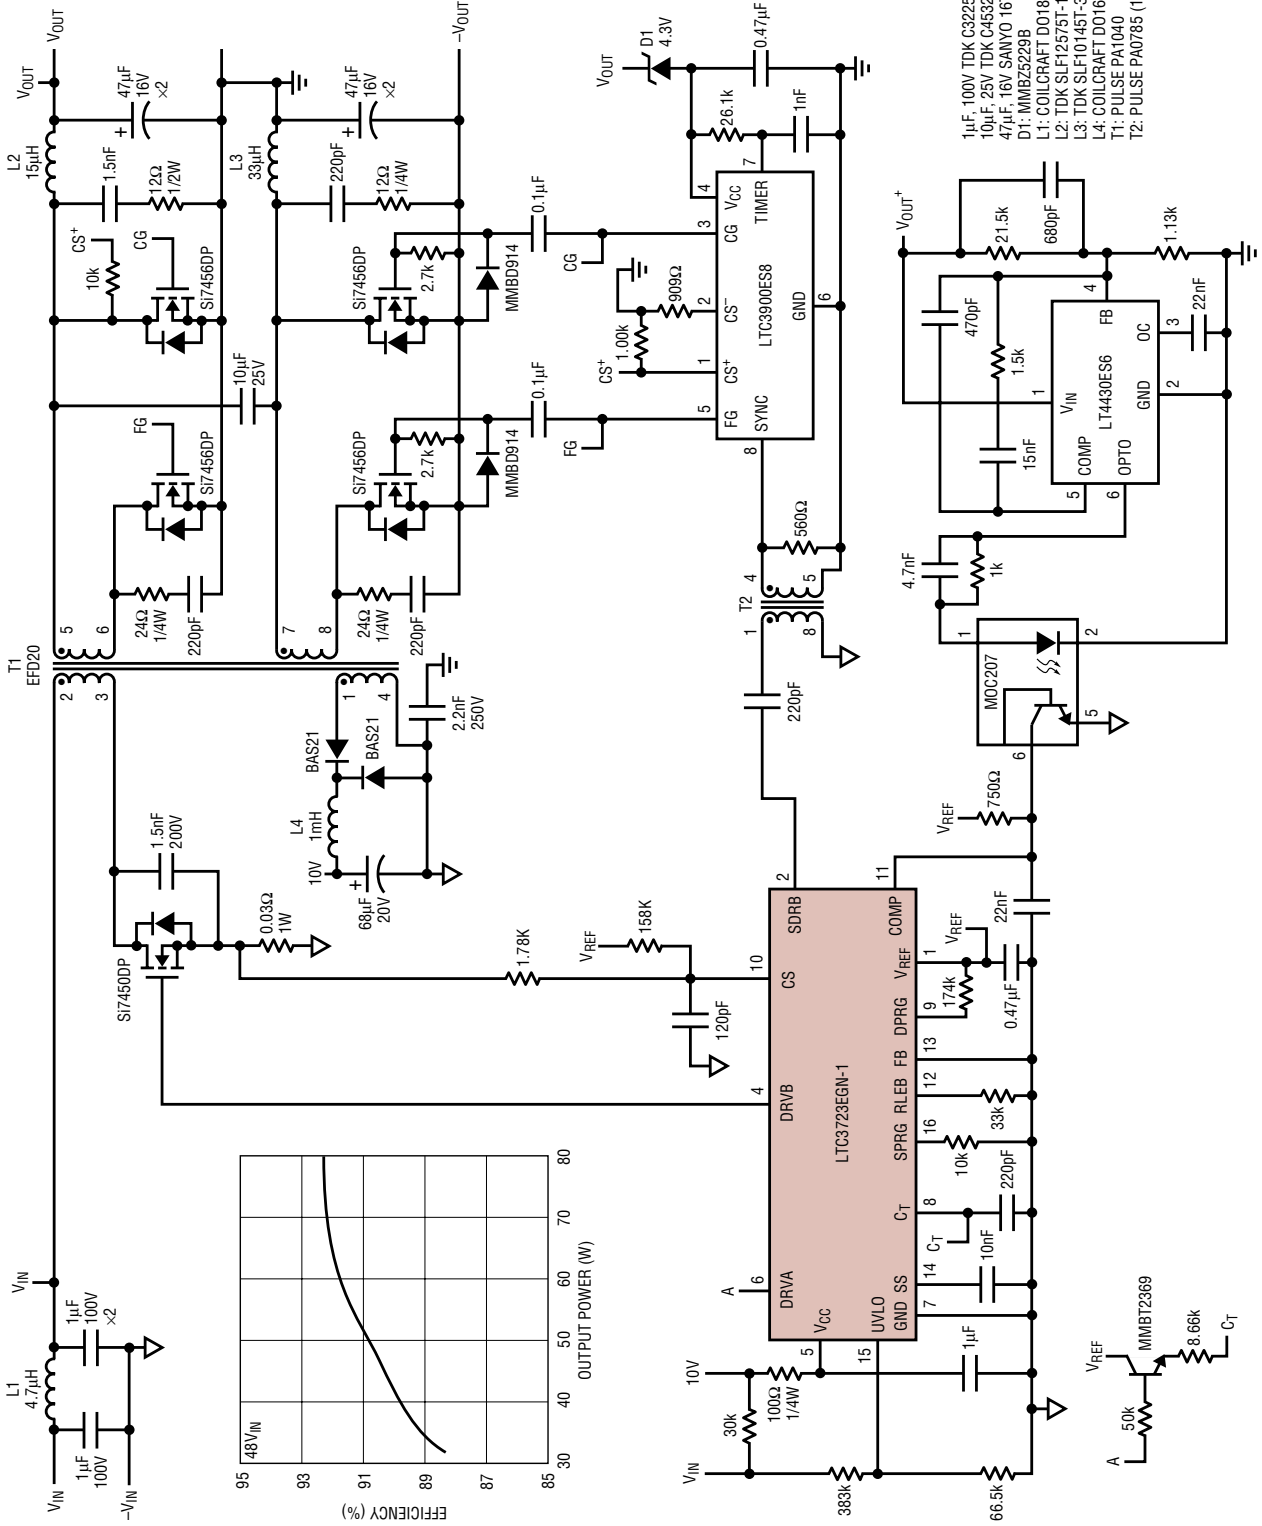 VIN
L1
4.7µH
VIN
1µF
100V
1µF
100V
×2
–VIN
Si7450DP
1.5nF
200V
0.03Ω
1W
T1
EFD20
2
3
5
6
7
8
1
4
BAS21
BAS21
L4
1mH
10V
+
68µF
20V
2.2nF
250V
24Ω
1/4W
220pF
FG
Si7456DP
10µF
25V
CS+
10k
CG
Si7456DP
1.5nF
12Ω
1/2W
L2
15µH
VOUT
VOUT
+
47µF
16V
×2
24Ω
1/4W
220pF
Si7456DP
2.7k
MMBD914
Si7456DP
2.7k
MMBD914
220pF
12Ω
1/4W
L3
33µH
+
47µF
16V
×2
–VOUT
0.1µF
FG
0.1µF
CG
48VIN
EFFICIENCY (%)
95
93
91
89
87
85
30
40
50
60
70
80
OUTPUT POWER (W)
1.78K
VREF
158K
120pF
220pF
T2
1
8
4
5
560Ω
CS+
1.00k
909Ω
5
FG
1
CS+
2
CS–
3
CG
4
VCC
8
SYNC
LTC3900ES8
GND
6
TIMER
7
26.1k
1nF
VOUT
D1
4.3V
0.47µF
VIN
30k
10V
100Ω
1/4W
383k
66.5k
1µF
A
6
DRVA
4
DRVB
10
CS
2
SDRB
5
VCC
15
UVLO
LTC3723EGN-1
COMP
11
GND
7
SS
14
CT
8
SPRG
16
RLEB
12
FB
13
DPRG
9
VREF
1
10nF
CT
220pF
10k
33k
174k
VREF
0.47µF
22nF
VREF
750Ω
MOC207
6
5
1
2
4.7nF
1k
15nF
1.5k
470pF
5
COMP
6
OPTO
1
VIN
LT4430ES6
GND
2
OC
3
FB
4
22nF
VOUT+
21.5k
680pF
1.13k
A
50k
VREF
MMBT2369
8.66k
CT
1µF, 100V TDK C3225
10µF, 25V TDK C4532
47µF, 16V SANYO 16T
D1: MMBZ5229B
L1: COILCRAFT DO18
L2: TDK SLF12575T-1
L3: TDK SLF10145T-3
L4: COILCRAFT DO16
T1: PULSE PA1040
T2: PULSE PA0785 (1